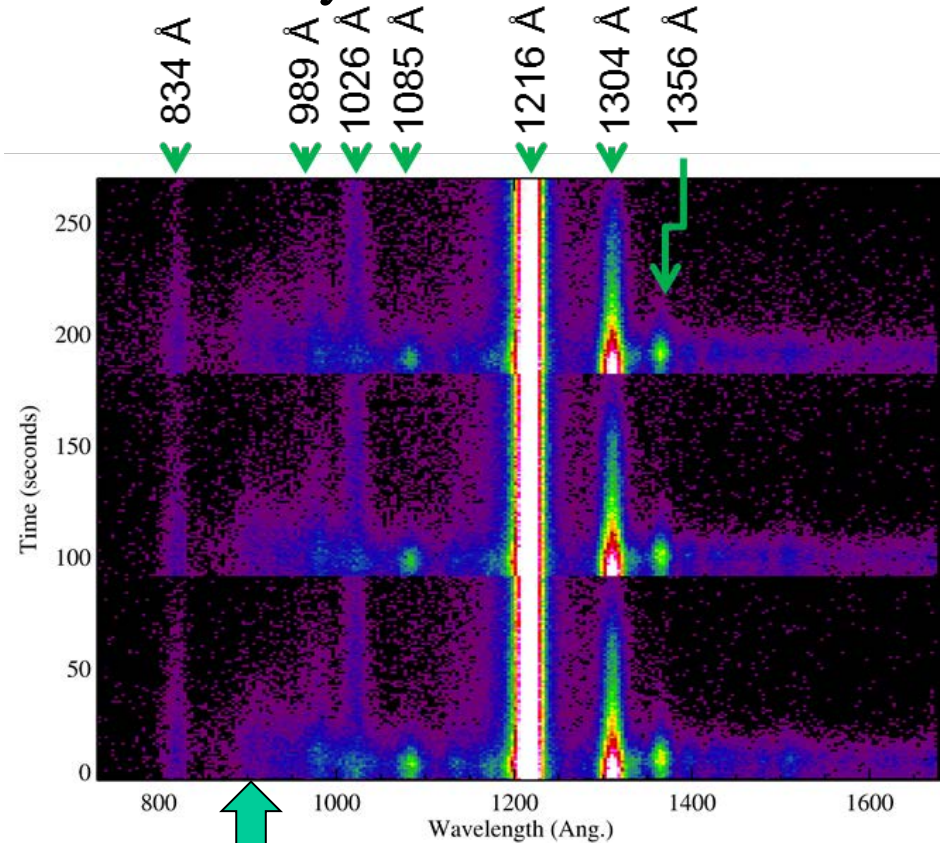 834 Å
989 Å
1026 Å
1085 Å
1216 Å
1304 Å
1356 Å
250
200
150
100
50
0
Time (seconds)
800
1000
1200
1400
1600
Wavelength (Ang.)